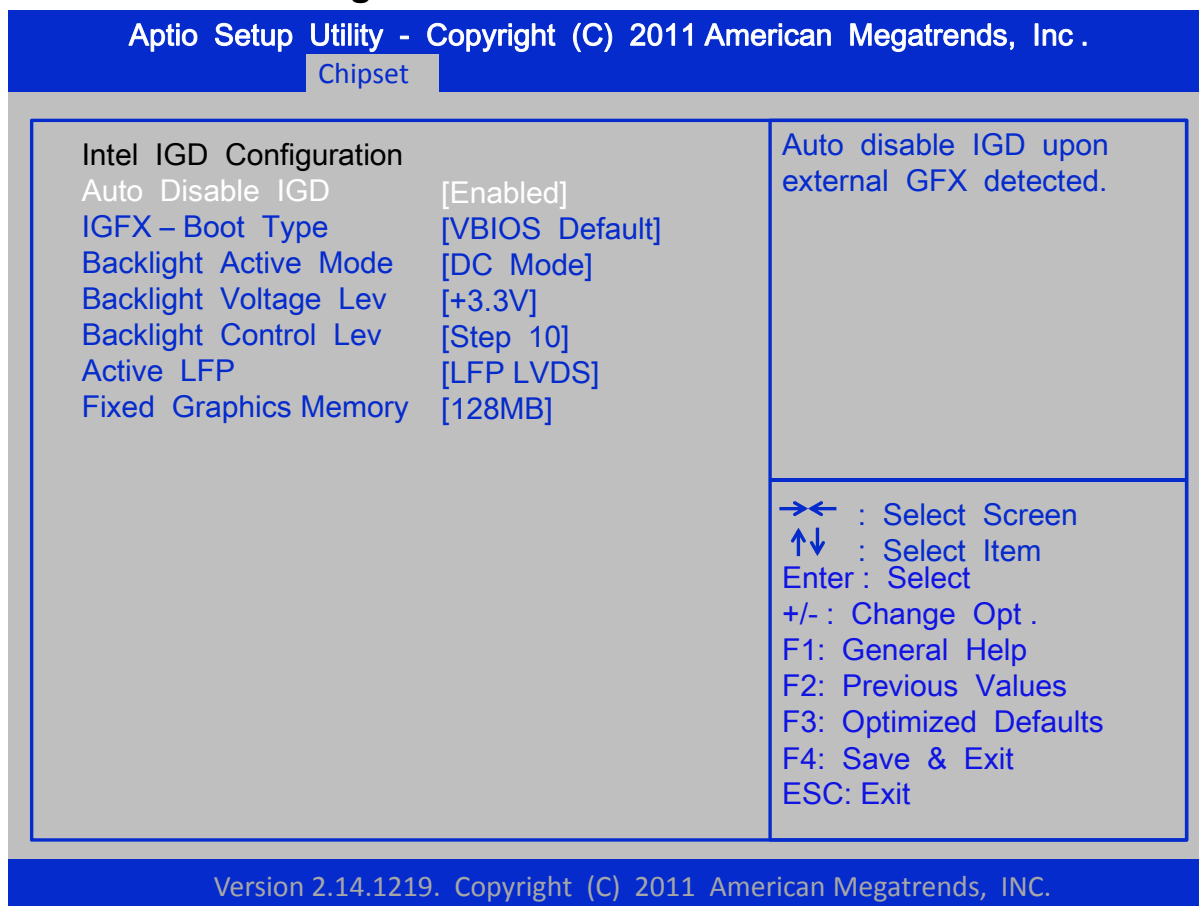 Aptio Setup Utility - Copyright (C) 2011 American Megatrends, Inc .
Chipset
Intel IGD Configuration
Auto Disable IGD [Enabled]
IGFX – Boot Type [VBIOS Default]
Backlight Active Mode [DC Mode]
Backlight Voltage Lev [+3.3V]
Backlight Control Lev [Step 10]
Active LFP [LFP LVDS]
Fixed Graphics Memory [128MB]
Auto disable IGD upon
external GFX detected.
→← : Select Screen
↑↓ : Select Item
Enter : Select
+/- : Change Opt .
F1: General Help
F2: Previous Values
F3: Optimized Defaults
F4: Save & Exit
ESC: Exit
Version 2.14.1219. Copyright (C) 2011 American Megatrends, INC.